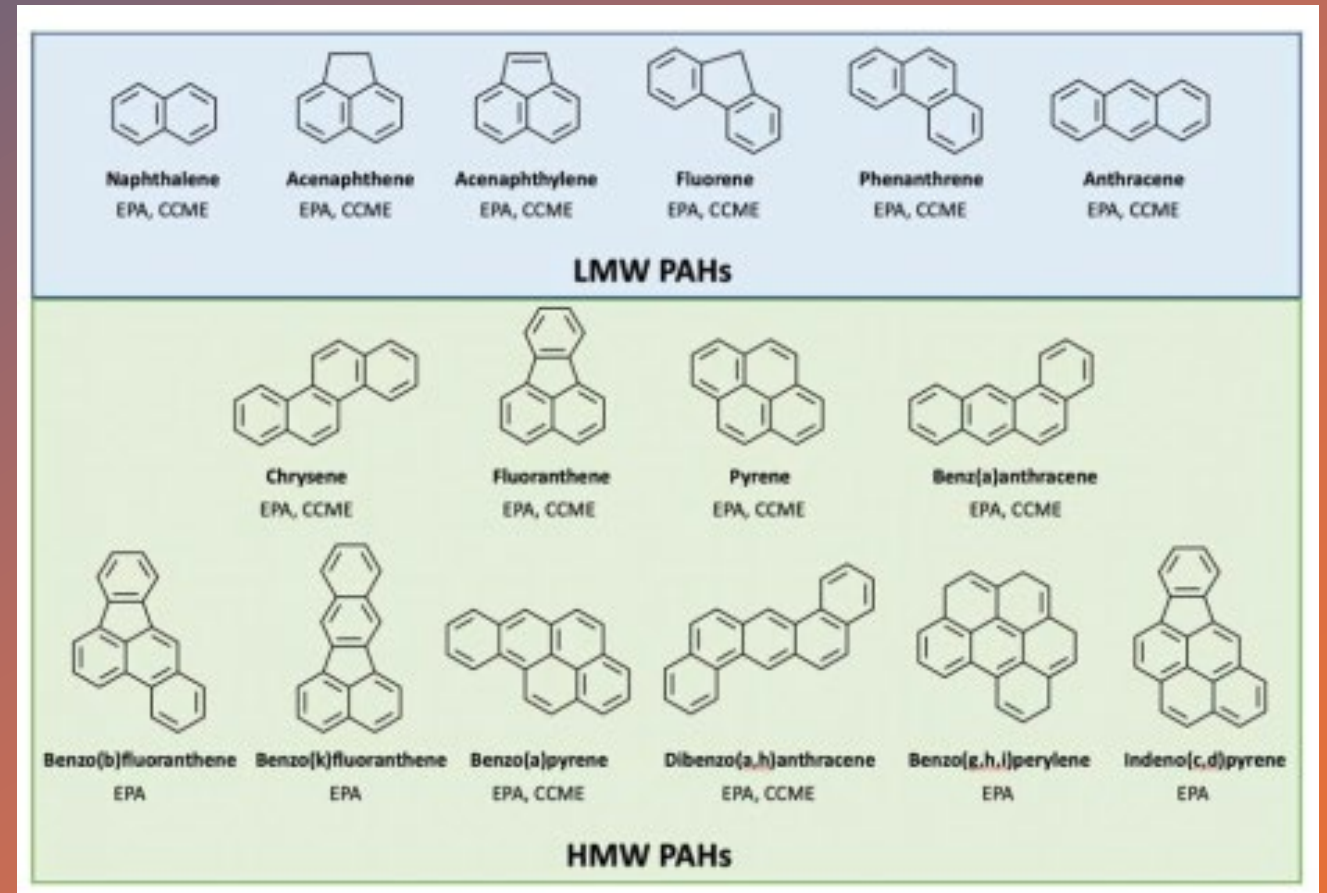 Naphthalene Acenaphthene Acenaphthylene Fluorene Phenanthrene Anthracene
EPA, CCME EPA, CCME EPA, CCME EPA, CCME EPA, CCME EPA, CCME
LMW PAHs
Chrysene Fluoranthene Pyrene Benz(a)anthracene
EPA, CCME EPA, CCME EPA, CCME EPA, CCME
Benzo(b)fluoranthene Benzo(k)fluoranthene Benzo(a)pyrene Dibenzo(a,h)anthracene Benzo(g,h,i)perylene Indeno(c,d)pyrene
EPA EPA EPA, CCME EPA, CCME EPA EPA
HMW PAHs